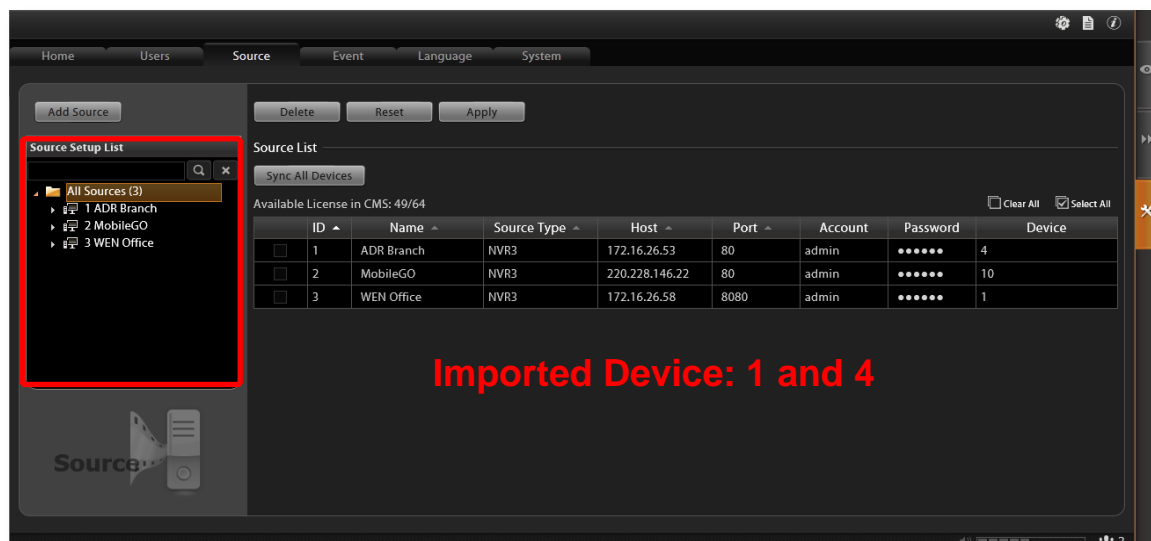 Home Users Source Event Language System
Add Source
Delete Reset Apply
Source Setup List
Source List
Sync All Devices
All Sources (3)
1 ADR Branch
2 MobileGO
3 WEN Office
Available License in CMS: 49/64
Clear All Select All
ID Name Source Type Host Port Account Password Device
1 ADR Branch NVR3 172.16.26.53 80 admin ●●●●●● 4
2 MobileGO NVR3 220.228.146.22 80 admin ●●●●●● 10
3 WEN Office NVR3 172.16.26.58 8080 admin ●●●●●● 1
Imported Device: 1 and 4
Source